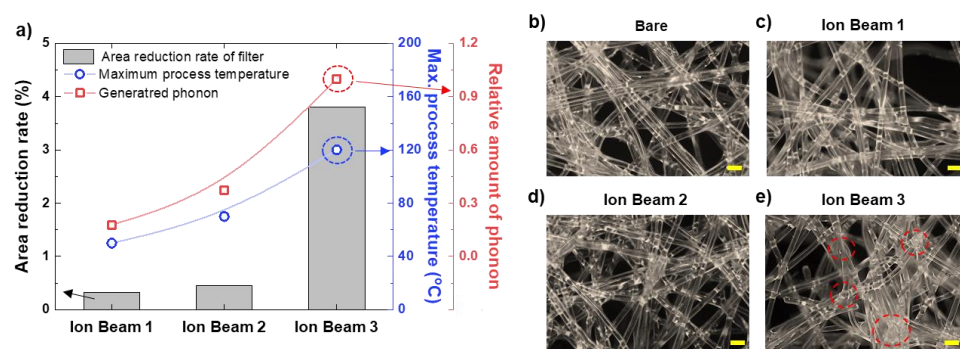 a)
Area reduction rate of filter
Maximum process temperature
Generatred phonon
Area reduction rate (%)
5
4
3
2
1
0
Ion Beam 1
Ion Beam 2
Ion Beam 3
200
160
120
80
40
0
Max. process temperature (°C)
1.2
0.9
0.6
0.3
0.0
Relative amount of phonon
b)
Bare
c)
Ion Beam 1
d)
Ion Beam 2
e)
Ion Beam 3